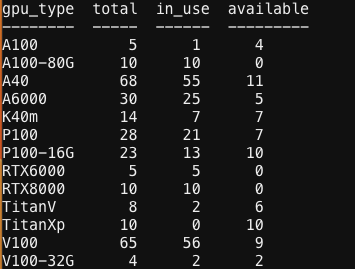 gpu_type total in_use available
-------- ----- ------ ---------
A100 5 1 4
A100-80G 10 10 0
A40 68 55 11
A6000 30 25 5
K40m 14 7 7
P100 28 21 7
P100-16G 23 13 10
RTX6000 5 5 0
RTX8000 10 10 0
TitanV 8 2 6
TitanXp 10 0 10
V100 65 56 9
V100-32G 4 2 2